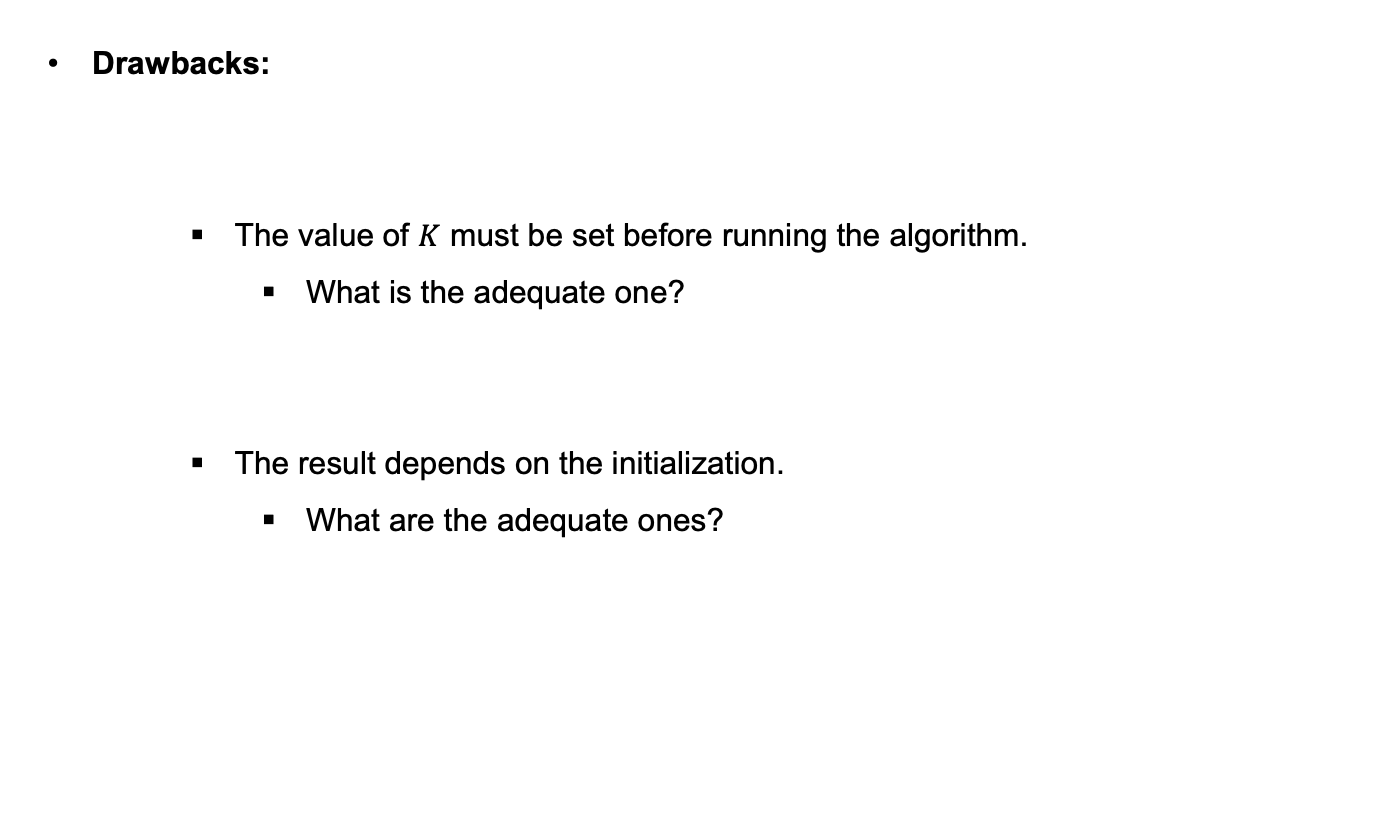 • Drawbacks:
▪ The value of K must be set before running the algorithm.
▪ What is the adequate one?
▪ The result depends on the initialization.
▪ What are the adequate ones?